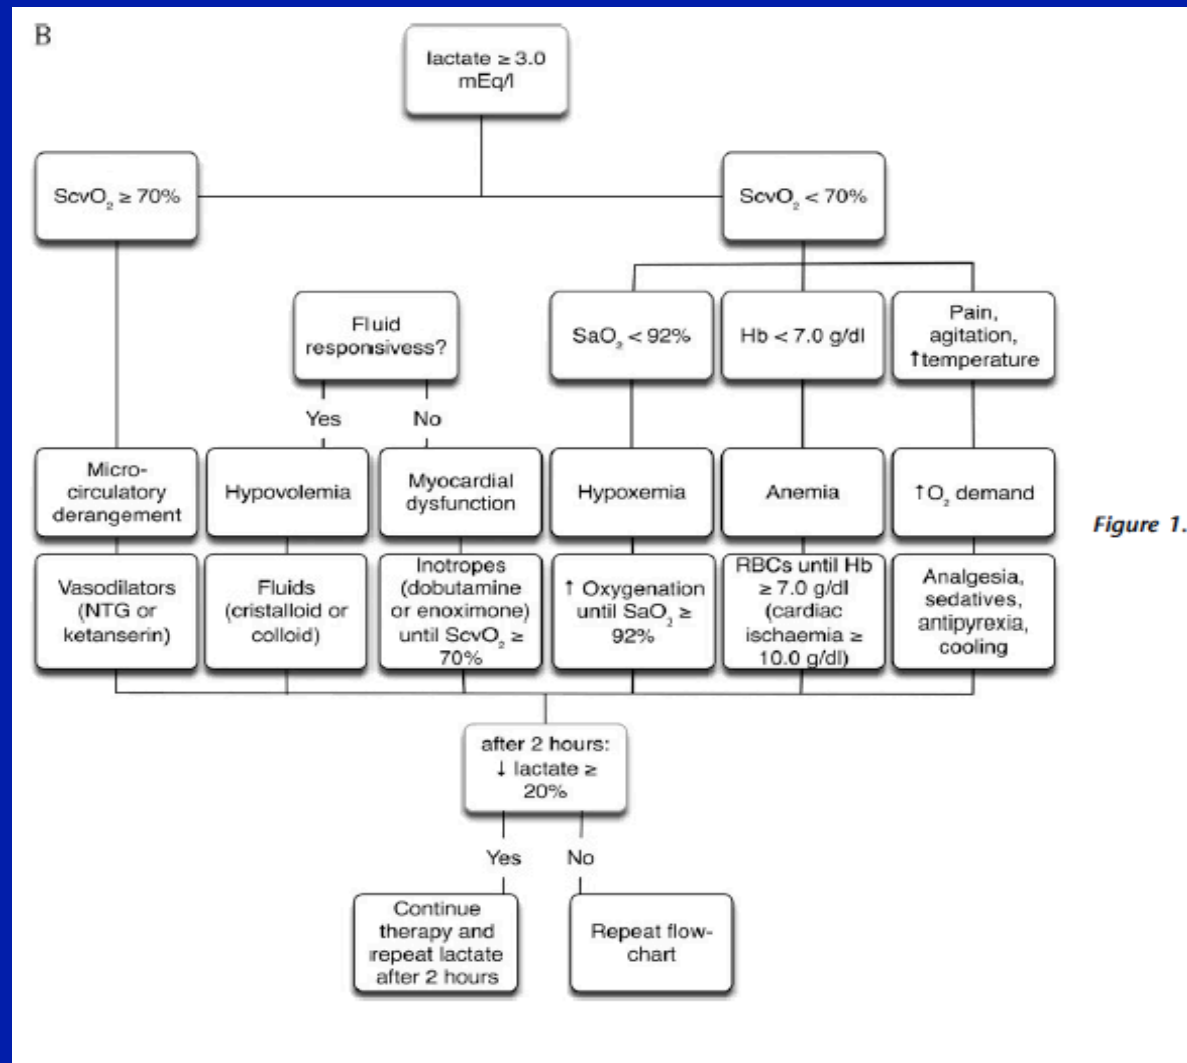 B
lactate ≥ 3.0
mEq/l
ScvO₂ ≥ 70%
ScvO₂ < 70%
Fluid
responsivess?
SaO₂ < 92%
Hb < 7.0 g/dl
Pain,
agitation,
↑temperature
Yes
No
Micro-
circulatory
derangement
Hypovolemia
Myocardial
dysfunction
Hypoxemia
Anemia
↑O₂ demand
Figure 1.
Vasodilators
(NTG or
ketanserin)
Fluids
(cristalloid or
colloid)
Inotropes
(dobutamine
or enoximone)
until ScvO₂ ≥
70%
↑ Oxygenation
until SaO₂ ≥
92%
RBCs until Hb
≥ 7.0 g/dl
(cardiac
ischaemia ≥
10.0 g/dl)
Analgesia,
sedatives,
antipyrexia,
cooling
after 2 hours:
↓ lactate ≥
20%
Yes
No
Continue
therapy and
repeat lactate
after 2 hours
Repeat flow-
chart